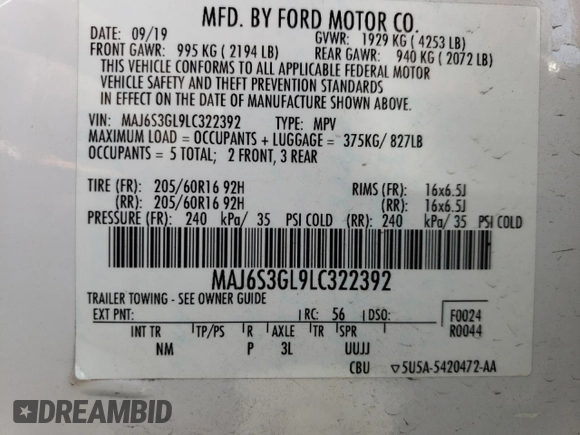 MFD. BY FORD MOTOR CO.
DATE: 09/19 GVWR: 1929 KG ( 4253 LB)
FRONT GAWR: 995 KG ( 2194 LB) REAR GAWR: 940 KG ( 2072 LB)
THIS VEHICLE CONFORMS TO ALL APPLICABLE FEDERAL MOTOR
VEHICLE SAFETY AND THEFT PREVENTION STANDARDS
IN EFFECT ON THE DATE OF MANUFACTURE SHOWN ABOVE.
VIN: MAJ6S3GL9LC322392 TYPE: MPV
MAXIMUM LOAD = OCCUPANTS + LUGGAGE = 375KG/ 827LB
OCCUPANTS = 5 TOTAL; 2 FRONT, 3 REAR
TIRE (FR): 205/60R16 92H RIMS (FR): 16x6.5J
(RR): 205/60R16 92H (RR): 16x6.5J
PRESSURE (FR): 240 kPa/ 35 PSI COLD (RR): 240 kPa/ 35 PSI COLD
MAJ6S3GL9LC322392
TRAILER TOWING - SEE OWNER GUIDE
EXT PNT: RC: 56 DSO: F0024
INT TR TP/PS R AXLE TR SPR R0044
NM P 3L UUJJ
CBU ▽5U5A-5420472-AA
DREAMBID